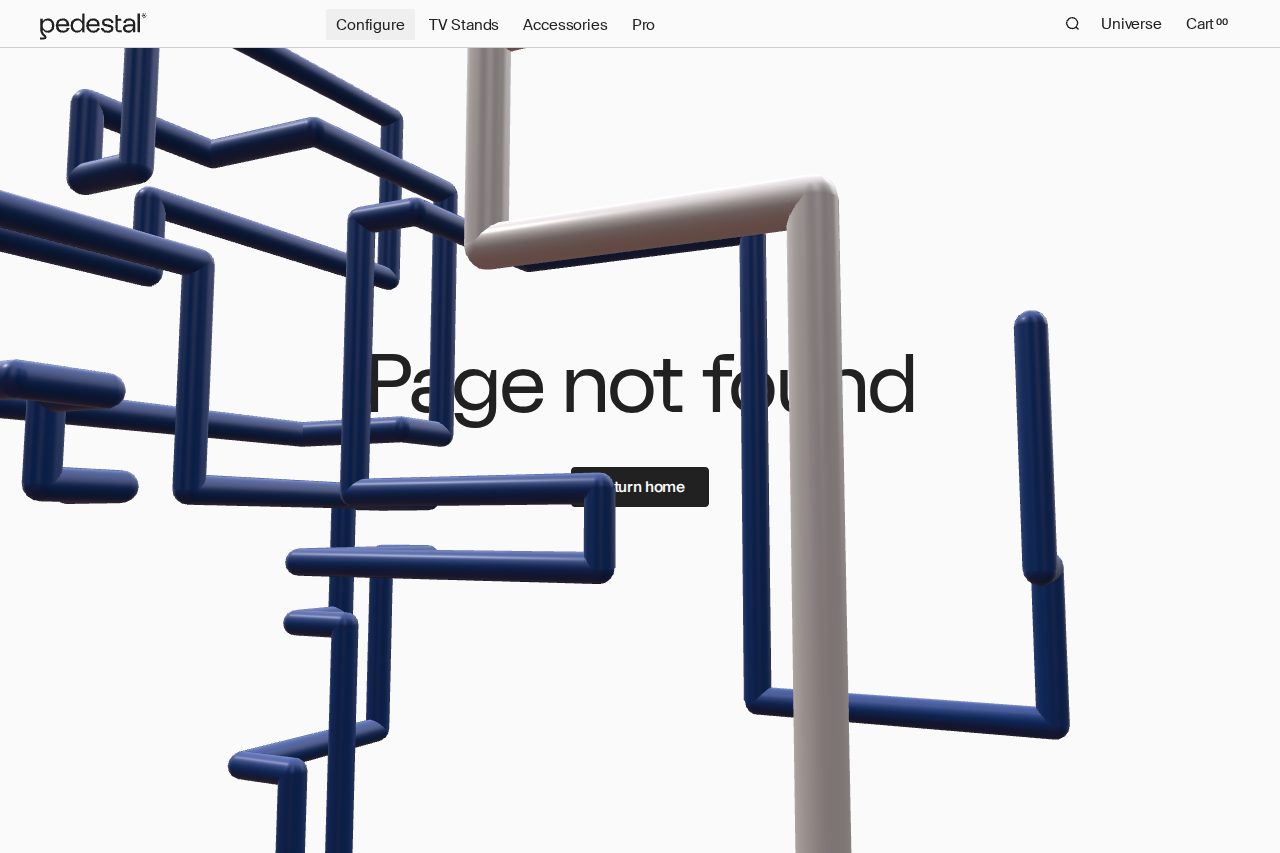 pedestal
Configure
TV Stands
Accessories
Pro
Universe
Cart 00
Page not found
turn home